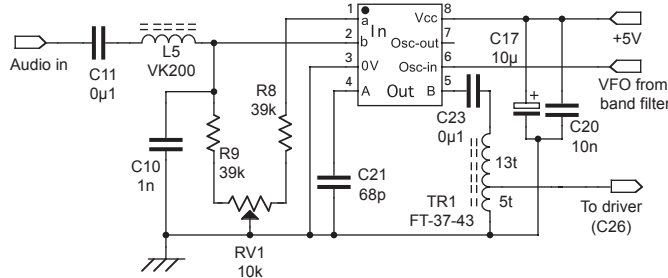 1
a
In
Vcc
8
+5V
Audio in
L5
VK200
C11
0µ1
2
b
Osc-out
7
3
0V
Osc-in
6
4
A
Out
B
5
C17
10µ
+
VFO from
band filter
R8
39k
C23
0µ1
C20
10n
C10
1n
R9
39k
C21
68p
13t
5t
TR1
FT-37-43
To driver
(C26)
RV1
10k